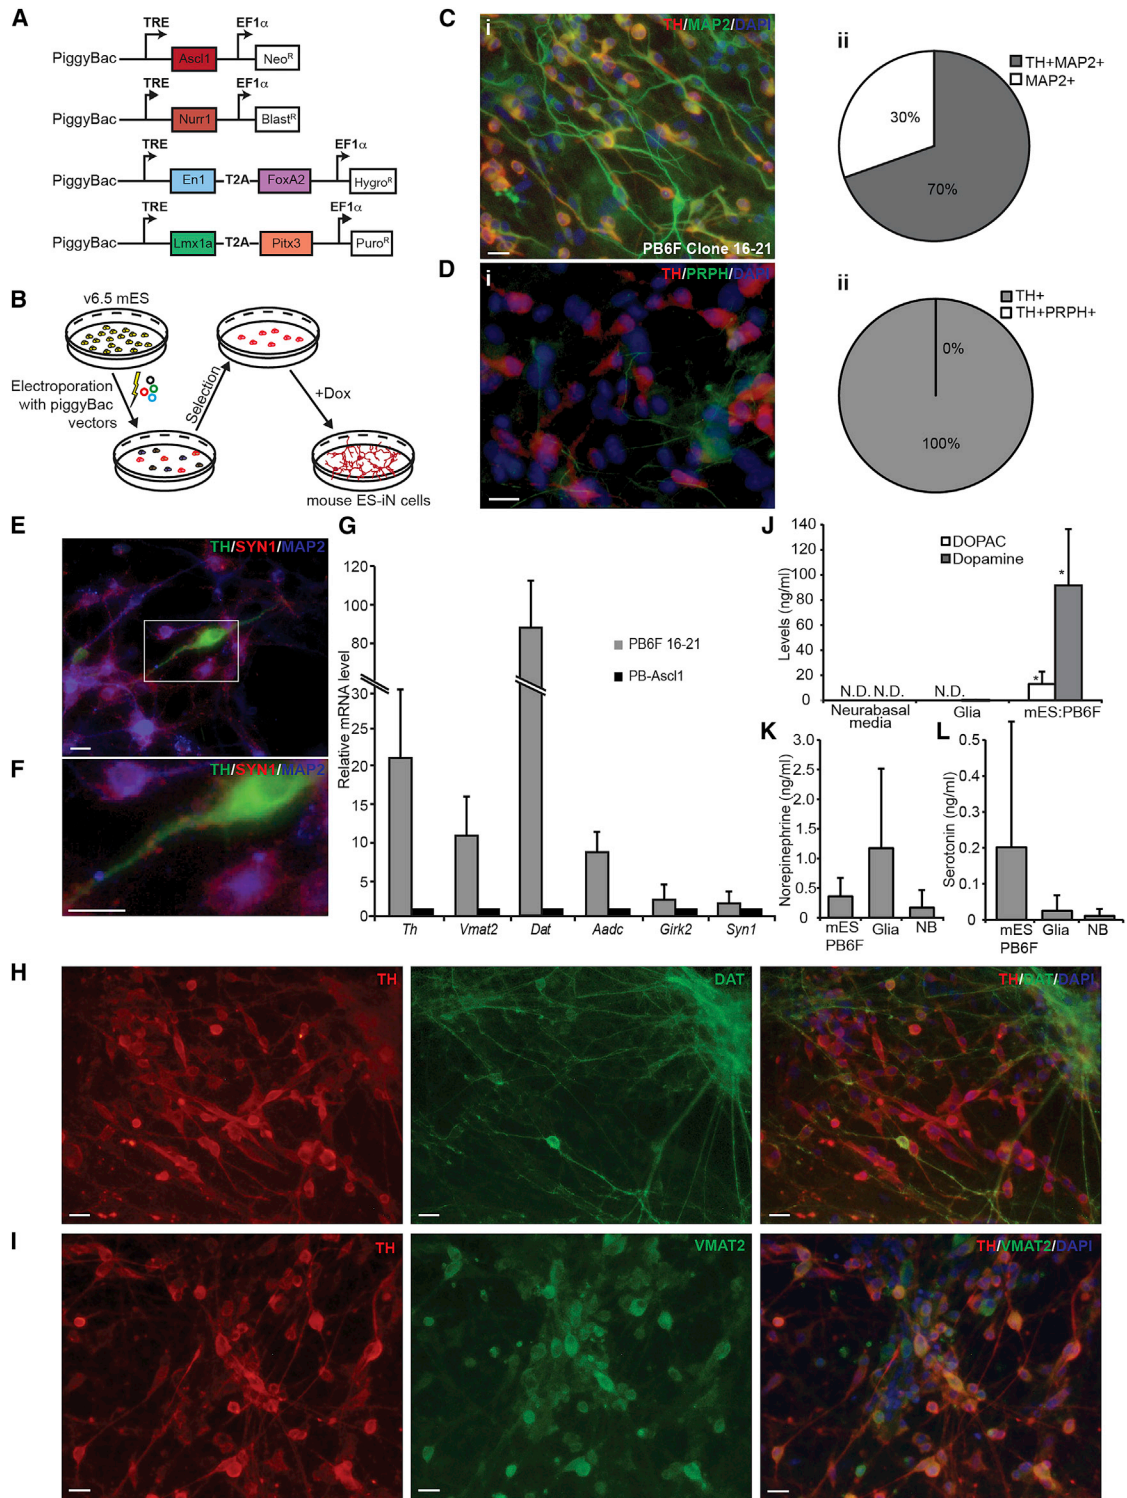 A
TRE
EF1α
PiggyBac
Ascl1
Neo^R
TRE
EF1α
PiggyBac
Nurr1
Blast^R
TRE
EF1α
PiggyBac
En1
T2A
FoxA2
Hygro^R
TRE
EF1α
PiggyBac
Lmx1a
T2A
Pitx3
Puro^R
B
v6.5 mES
Electroporation
with piggyBac
vectors
Selection
+Dox
mouse ES-iN cells
C
i
TH/MAP2/DAPI
PB6F Clone 16-21
ii
TH+MAP2+
MAP2+
30%
70%
D
i
TH/PRPH/DAPI
ii
TH+
TH+PRPH+
0%
100%
E
TH/SYN1/MAP2
F
TH/SYN1/MAP2
G
Relative mRNA level
120
100
80
30
25
20
15
10
5
0
PB6F 16-21
PB-Ascl1
Th
Vmat2
Dat
Aadc
Girk2
Syn1
J
Levels (ng/ml)
140
120
100
80
60
40
20
0
DOPAC
Dopamine
N.D. N.D.
N.D.
*
*
Neurabasal
media
Glia
mES:PB6F
K
Norepinephrine (ng/ml)
3.0
2.5
2.0
1.5
1.0
0.5
0
mES
PB6F
Glia
NB
L
Serotonin (ng/ml)
0.5
0.4
0.3
0.2
0.1
0
mES
PB6F
Glia
NB
H
TH
DAT
TH/DAT/DAPI
I
TH
VMAT2
TH/VMAT2/DAPI